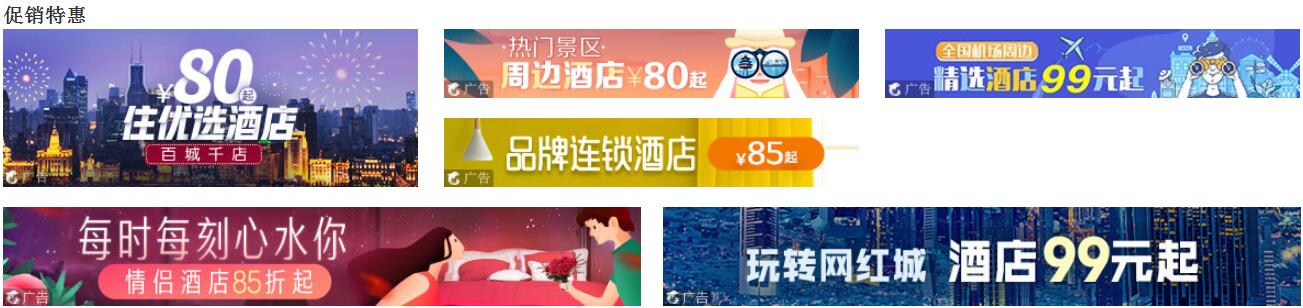 促销特惠
¥80起
住优选酒店
百城千店
广告
·热门景区·
周边酒店¥80起
广告
全国机场周边
精选酒店99元起
广告
品牌连锁酒店
¥85起
广告
每时每刻心水你
情侣酒店85折起
广告
玩转网红城 酒店99元起
广告